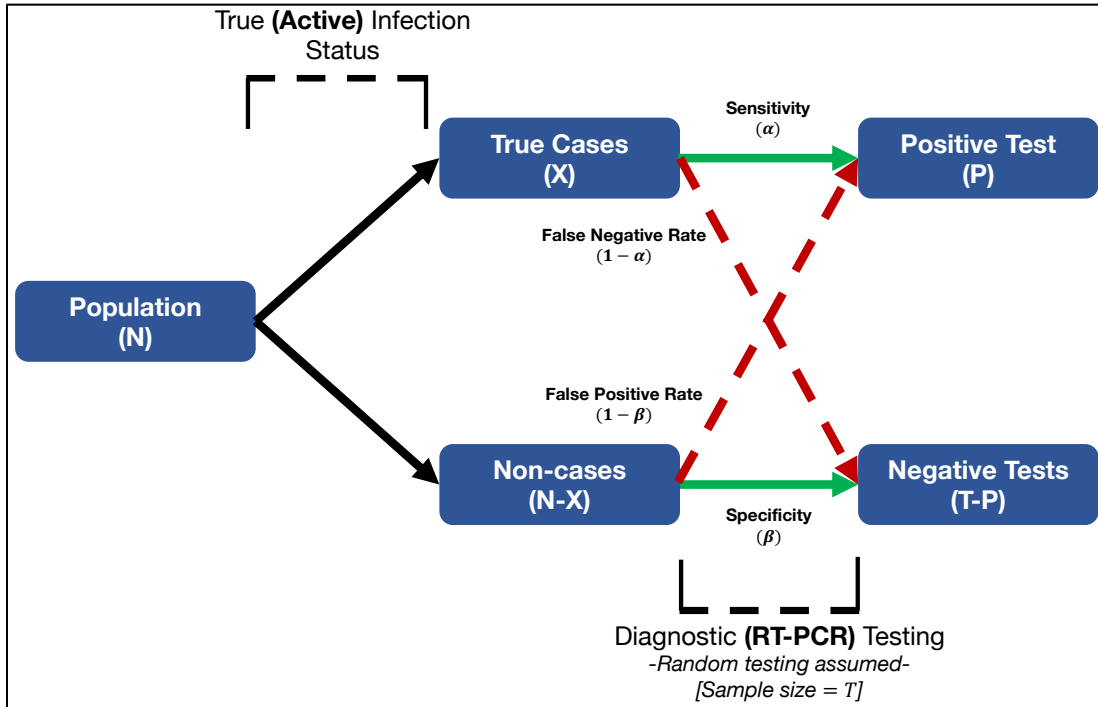 True (Active) Infection
Status
Sensitivity
(α)
True Cases
(X)
Positive Test
(P)
False Negative Rate
(1 − α)
Population
(N)
False Positive Rate
(1 − β)
Non-cases
(N-X)
Negative Tests
(T-P)
Specificity
(β)
Diagnostic (RT-PCR) Testing
-Random testing assumed-
[Sample size = T]